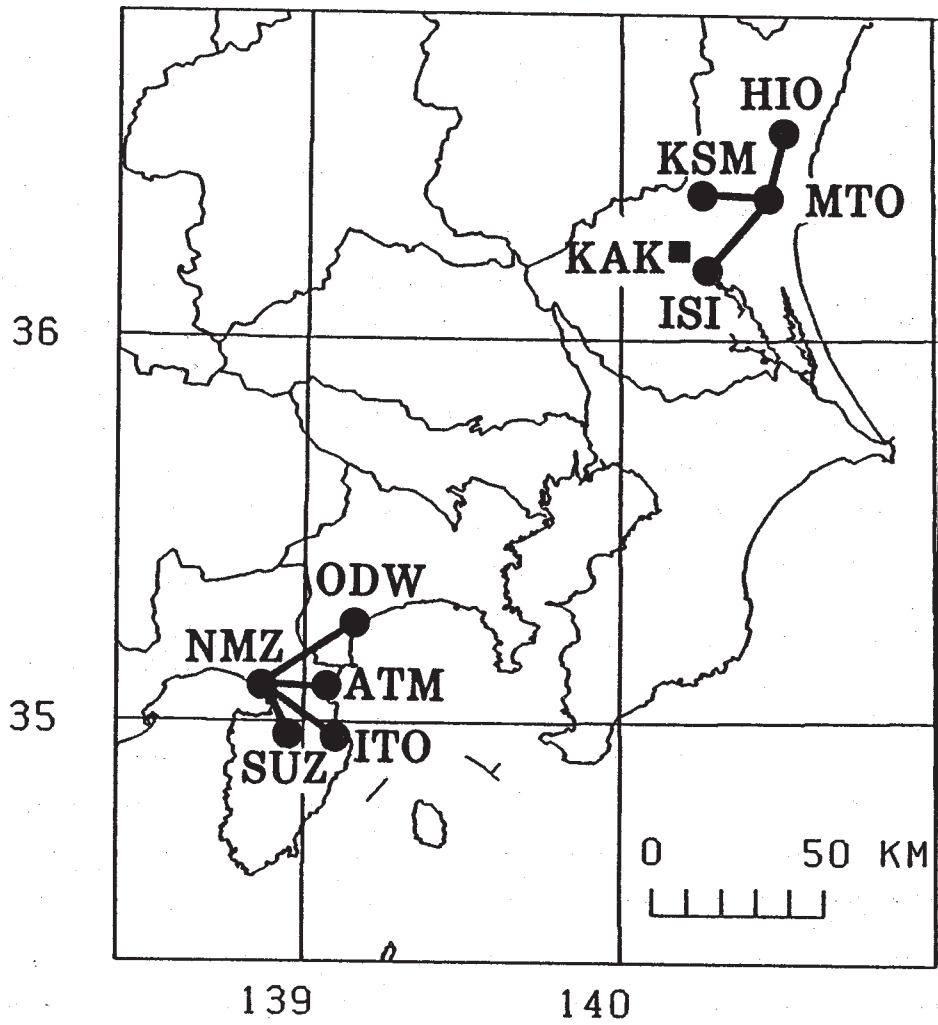 HIO
KSM
MTO
KAK
ISI
36
ODW
NMZ
ATM
35
ITO
SUZ
0 50 KM
139 140